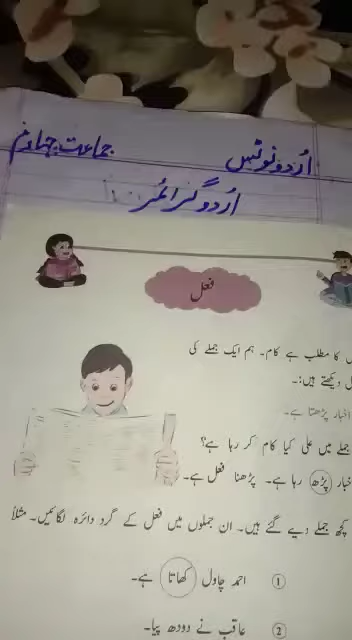 اُردو نوٹس جماعت چہارم
اُردو گرائمر
فعل
کا مطلب ہے کام۔ ہم ایک جملے کی
دیکھتے ہیں:۔
اخبار پڑھتا ہے۔
جملے میں علی کیا کام کر رہا ہے؟
پڑھ رہا ہے۔ پڑھنا فعل ہے۔
کچھ جملے دیے گئے ہیں۔ ان جملوں میں فعل کے گرد دائرہ لگائیں۔ مثلاً
① احمد چاول کھاتا ہے۔
② عاقب نے دودھ پیا۔